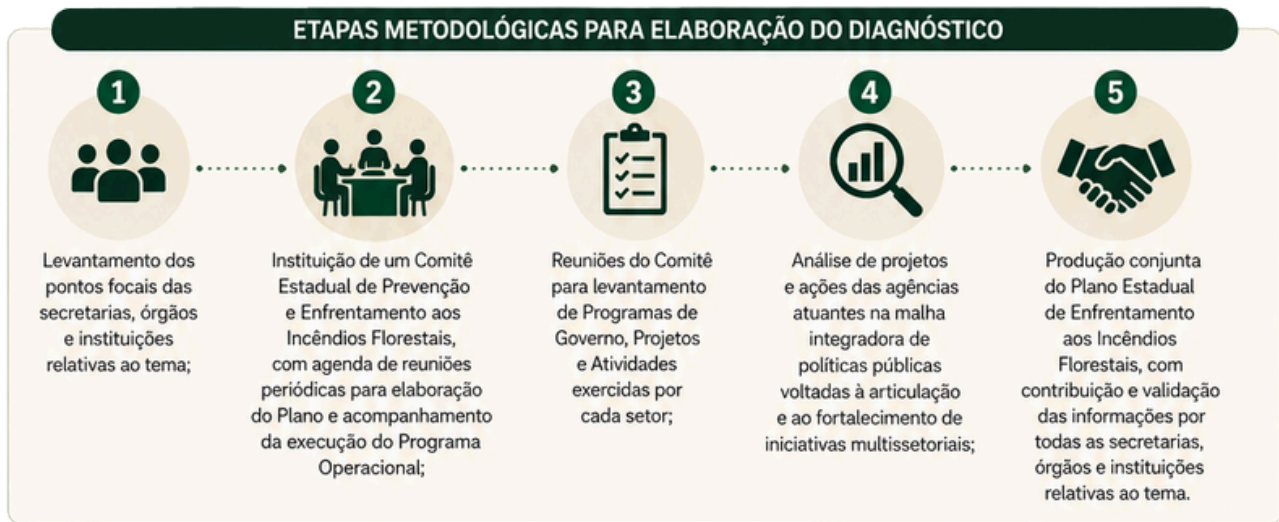 ETAPAS METODOLÓGICAS PARA ELABORAÇÃO DO DIAGNÓSTICO
1
Levantamento dos
pontos focais das
secretarias, órgãos
e instituições
relativas ao tema;
2
Instituição de um Comitê
Estadual de Prevenção
e Enfrentamento aos
Incêndios Florestais,
com agenda de reuniões
periódicas para elaboração
do Plano e acompanhamento
da execução do Programa
Operacional;
3
Reuniões do Comitê
para levantamento
de Programas de
Governo, Projetos
e Atividades
exercidas por
cada setor;
4
Análise de projetos
e ações das agências
atuantes na malha
integradora de
políticas públicas
voltadas à articulação
e ao fortalecimento de
iniciativas multissetoriais;
5
Produção conjunta
do Plano Estadual
de Enfrentamento
aos Incêndios
Florestais, com
contribuição e validação
das informações por
todas as secretarias,
órgãos e instituições
relativas ao tema.